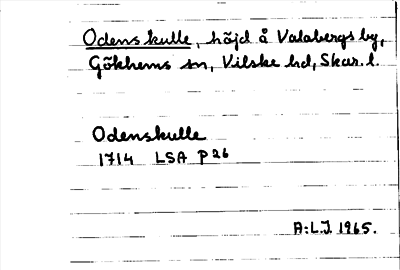 Odens kulle, höjd å Valabergs by,
Gökhems sn, Vilske hd, Skar. l.
Odenskulle
1714 LSA P26
A:L.J. 1965.